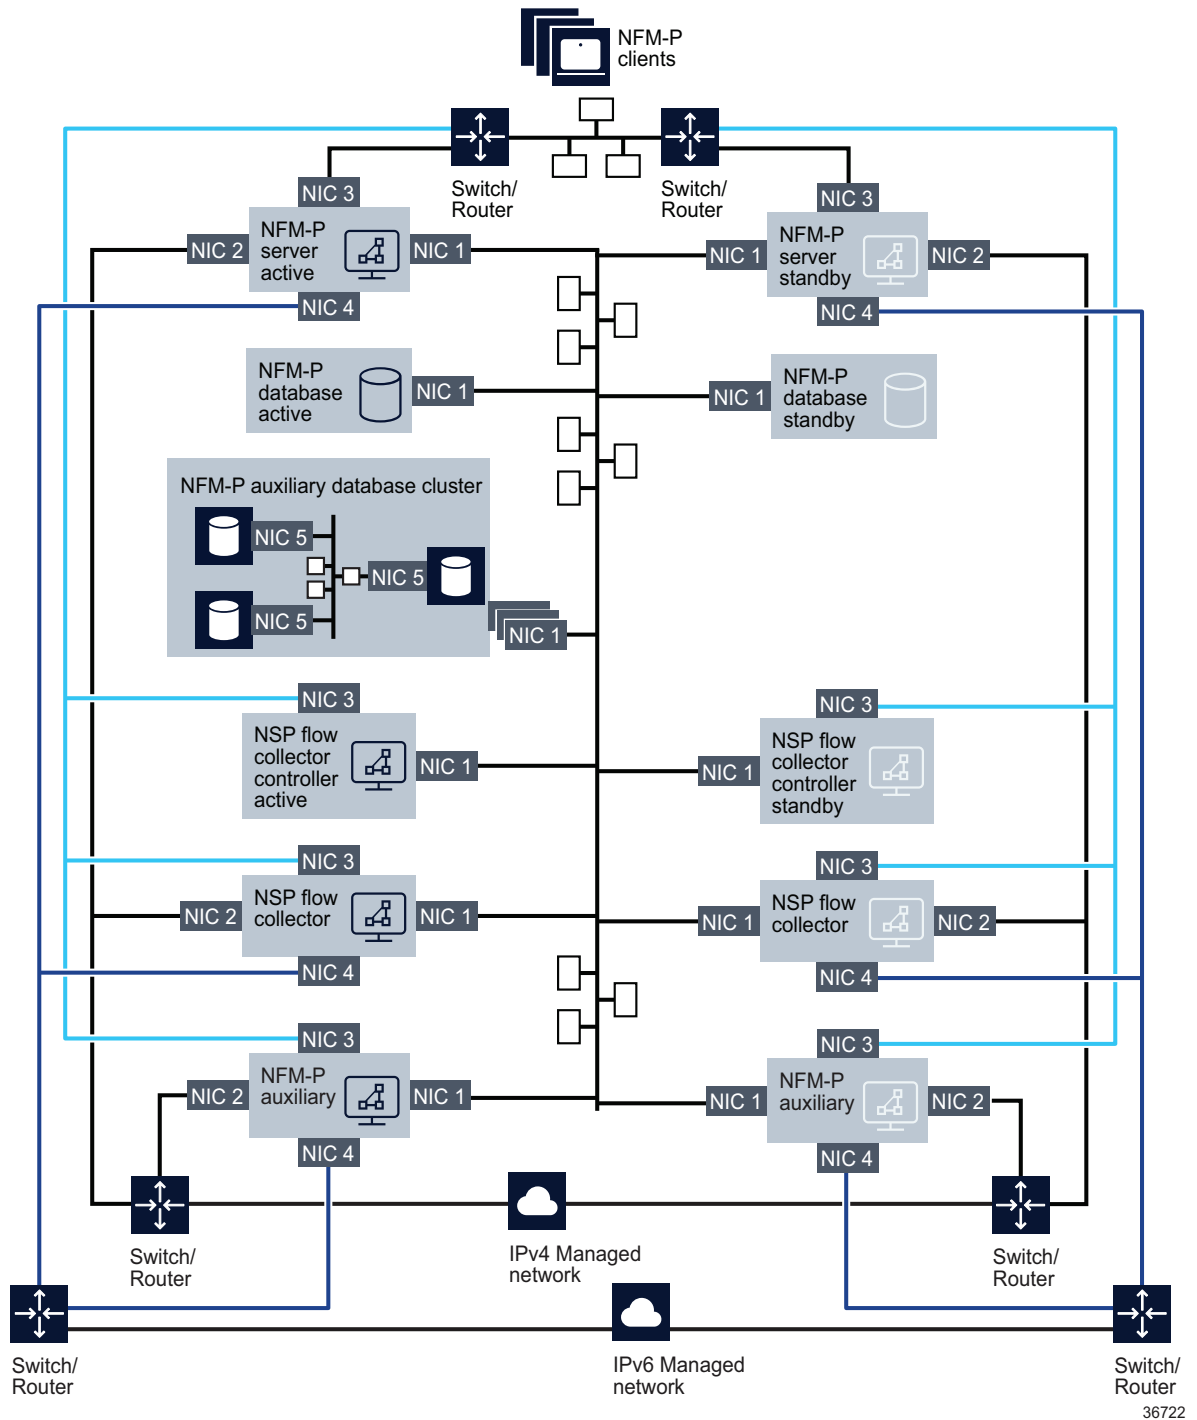 NFM-P
clients
Switch/
Router
Switch/
Router
NIC 3
NFM-P
server
active
NIC 2
NIC 1
NIC 4
NIC 3
NFM-P
server
standby
NIC 1
NIC 2
NIC 4
NFM-P
database
active
NIC 1
NIC 1
NFM-P
database
standby
NFM-P auxiliary database cluster
NIC 5
NIC 5
NIC 5
NIC 1
NIC 3
NSP flow
collector
controller
active
NIC 1
NIC 3
NIC 1
NSP flow
collector
controller
standby
NIC 3
NIC 2
NSP flow
collector
NIC 1
NIC 4
NIC 3
NIC 1
NSP flow
collector
NIC 2
NIC 4
NIC 3
NIC 2
NFM-P
auxiliary
NIC 1
NIC 4
NIC 3
NIC 1
NFM-P
auxiliary
NIC 2
NIC 4
Switch/
Router
IPv4 Managed
network
Switch/
Router
Switch/
Router
IPv6 Managed
network
Switch/
Router
36722